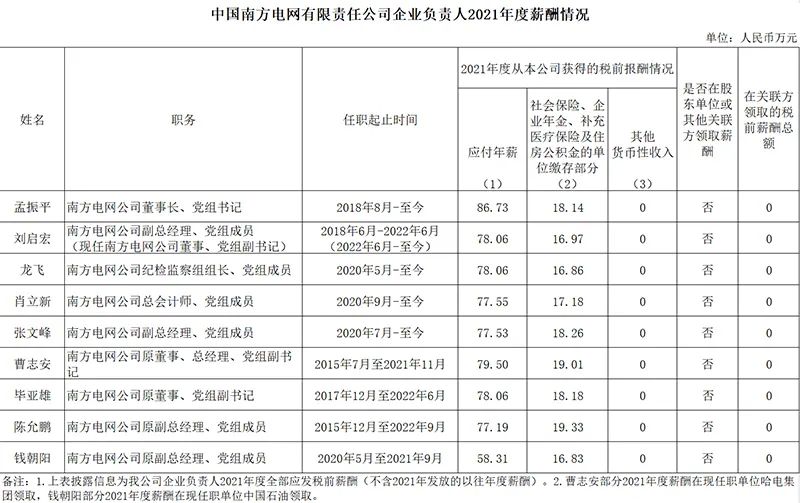 中国南方电网有限责任公司企业负责人2021年度薪酬情况
单位：人民币万元
姓名 职务 任职起止时间 2021年度从本公司获得的税前报酬情况 是否在股东单位或其他关联方领取薪酬 在关联方领取的税前薪酬总额
应付年薪（1） 社会保险、企业年金、补充医疗保险及住房公积金的单位缴存部分（2） 其他货币性收入（3）
孟振平 南方电网公司董事长、党组书记 2018年8月-至今 86.73 18.14 0 否 0
刘启宏 南方电网公司副总经理、党组成员（现任南方电网公司董事、党组副书记） 2018年6月-2022年6月（2022年6月-至今） 78.06 16.97 0 否 0
龙飞 南方电网公司纪检监察组组长、党组成员 2020年5月-至今 78.06 16.86 0 否 0
肖立新 南方电网公司总会计师、党组成员 2020年9月-至今 77.55 17.18 0 否 0
张文峰 南方电网公司副总经理、党组成员 2020年7月-至今 77.53 18.26 0 否 0
曹志安 南方电网公司原董事、总经理、党组副书记 2015年7月至2021年11月 79.50 19.01 0 否 0
毕亚雄 南方电网公司原董事、党组副书记 2017年12月至2022年6月 78.06 18.18 0 否 0
陈允鹏 南方电网公司原副总经理、党组成员 2015年12月至2022年9月 77.19 19.33 0 否 0
钱朝阳 南方电网公司原副总经理、党组成员 2020年5月至2021年9月 58.31 16.83 0 否 0
备注：1.上表披露信息为我公司企业负责人2021年度全部应发税前薪酬（不含2021年发放的以往年度薪酬）。2.曹志安部分2021年度薪酬在现任职单位哈电集
团领取，钱朝阳部分2021年度薪酬在现任职单位中国石油领取。